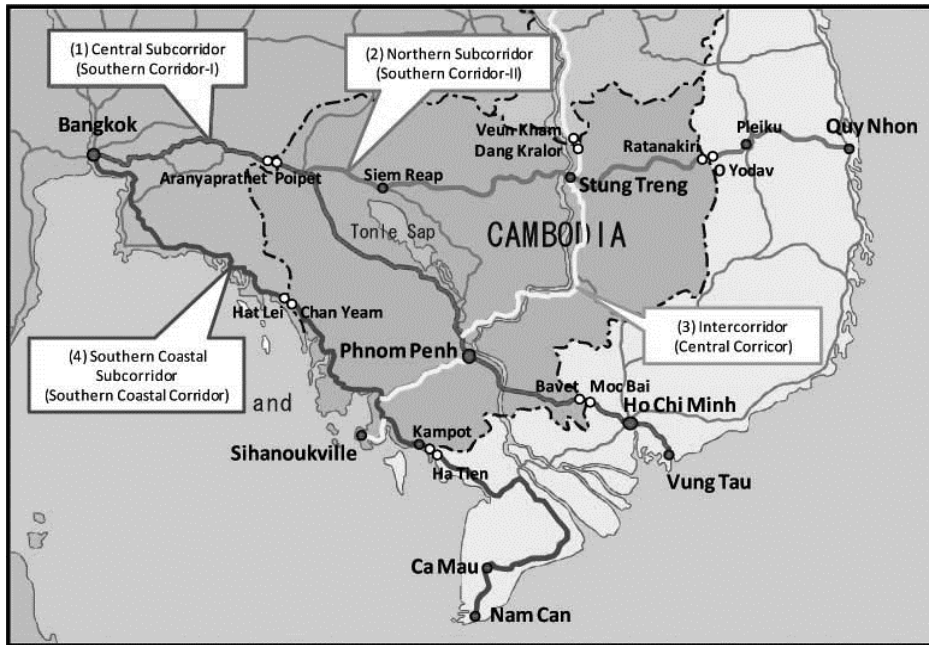 (1) Central Subcorridor
(Southern Corridor-I)
(2) Northern Subcorridor
(Southern Corridor-II)
Bangkok
Veun Kham
Dang Kralor
Ratanakiri
Pleiku
Quy Nhon
Aranyaprathet
Poipet
Siem Reap
Stung Treng
O Yodav
Tonle Sap
CAMBODIA
Hat Lei
Chan Yeam
(3) Intercorridor
(Central Corricor)
(4) Southern Coastal
Subcorridor
(Southern Coastal Corridor)
and
Phnom Penh
Bavet
Moc Bai
Ho Chi Minh
Sihanoukville
Kampot
Ha Tien
Vung Tau
Ca Mau
Nam Can